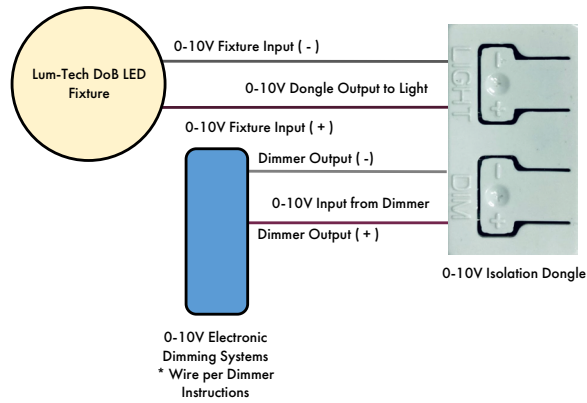 Lum-Tech DoB LED
Fixture
0-10V Fixture Input ( - )
0-10V Dongle Output to Light
0-10V Fixture Input ( + )
Dimmer Output ( - )
0-10V Input from Dimmer
Dimmer Output ( + )
LIGHT
+
DIM
-
+
0-10V Isolation Dongle
0-10V Electronic
Dimming Systems
* Wire per Dimmer
Instructions